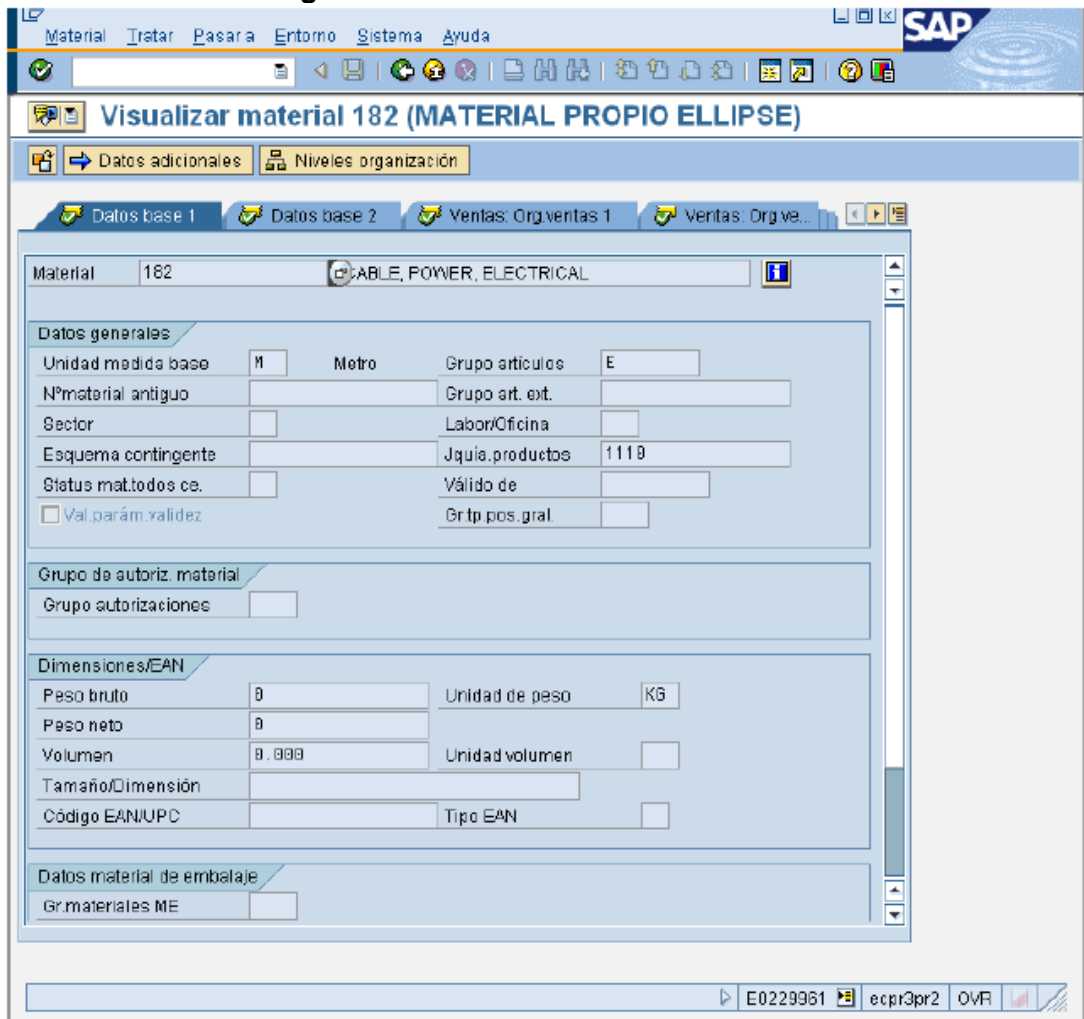 Material Tratar Pasar a Entorno Sistema Ayuda
SAP
Visualizar material 182 (MATERIAL PROPIO ELLIPSE)
Datos adicionales Niveles organización
Datos base 1 Datos base 2 Ventas: Org.ventas 1 Ventas: Org.ve...
Material 182 CABLE, POWER, ELECTRICAL
Datos generales
Unidad medida base M Metro Grupo artículos E
Nºmaterial antiguo Grupo art. ext.
Sector Labor/Oficina
Esquema contingente Jquía.productos 1119
Status mat.todos ce. Válido de
Val.parám.validez Gr.tp.pos.gral.
Grupo de autoriz. material
Grupo autorizaciones
Dimensiones/EAN
Peso bruto 0 Unidad de peso KG
Peso neto 0
Volumen 0.000 Unidad volumen
Tamaño/Dimensión
Código EAN/UPC Tipo EAN
Datos material de embalaje
Gr.materiales ME
E0229961 ecpr3pr2 OVR